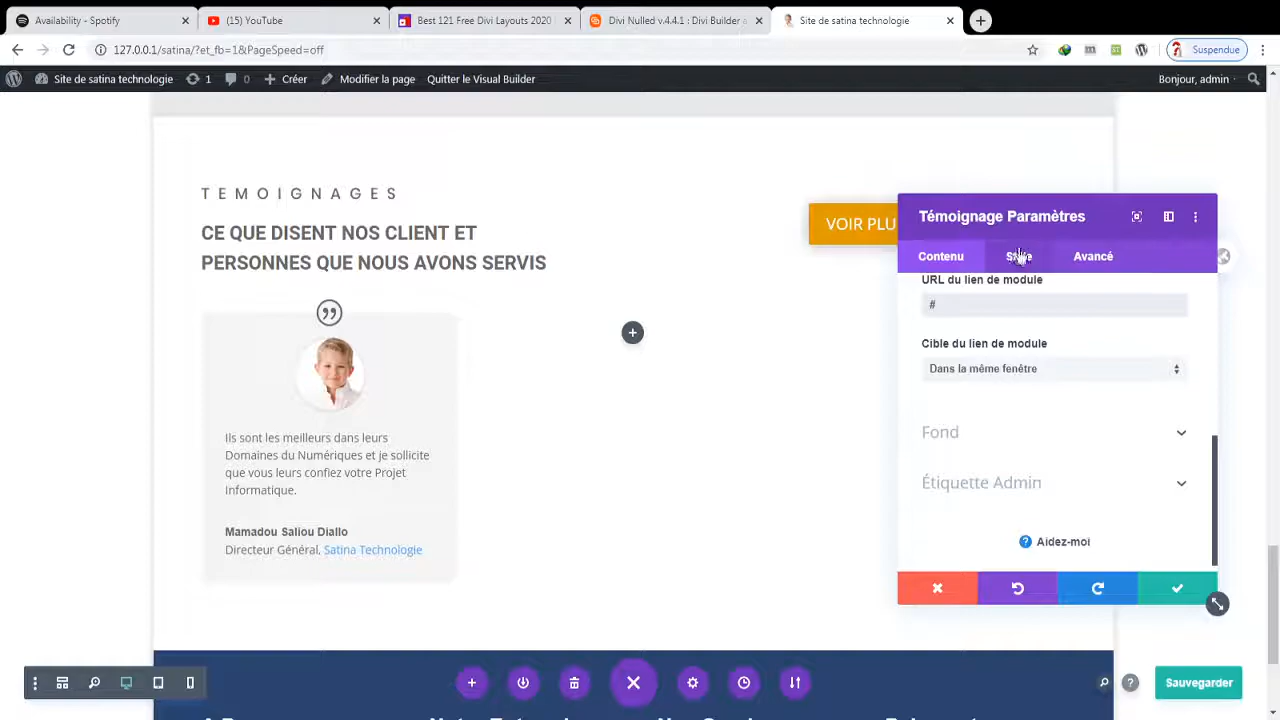 Availability - Spotify
(15) YouTube
Best 121 Free Divi Layouts 2020
Divi Nulled v.4.4.1 : Divi Builder a
Site de satina technologie
127.0.0.1/satina/?et_fb=1&PageSpeed=off
Suspendue
Site de satina technologie
1
0
Créer
Modifier la page
Quitter le Visual Builder
Bonjour, admin
TEMOIGNAGES
CE QUE DISENT NOS CLIENT ET
PERSONNES QUE NOUS AVONS SERVIS
VOIR PLU
Ils sont les meilleurs dans leurs
Domaines du Numériques et je sollicite
que vous leurs confiez votre Projet
Informatique.
Mamadou Saliou Diallo
Directeur Général, Satina Technologie
Témoignage Paramètres
Contenu
Avancé
URL du lien de module
#
Cible du lien de module
Dans la même fenêtre
Fond
Étiquette Admin
Aidez-moi
Sauvegarder